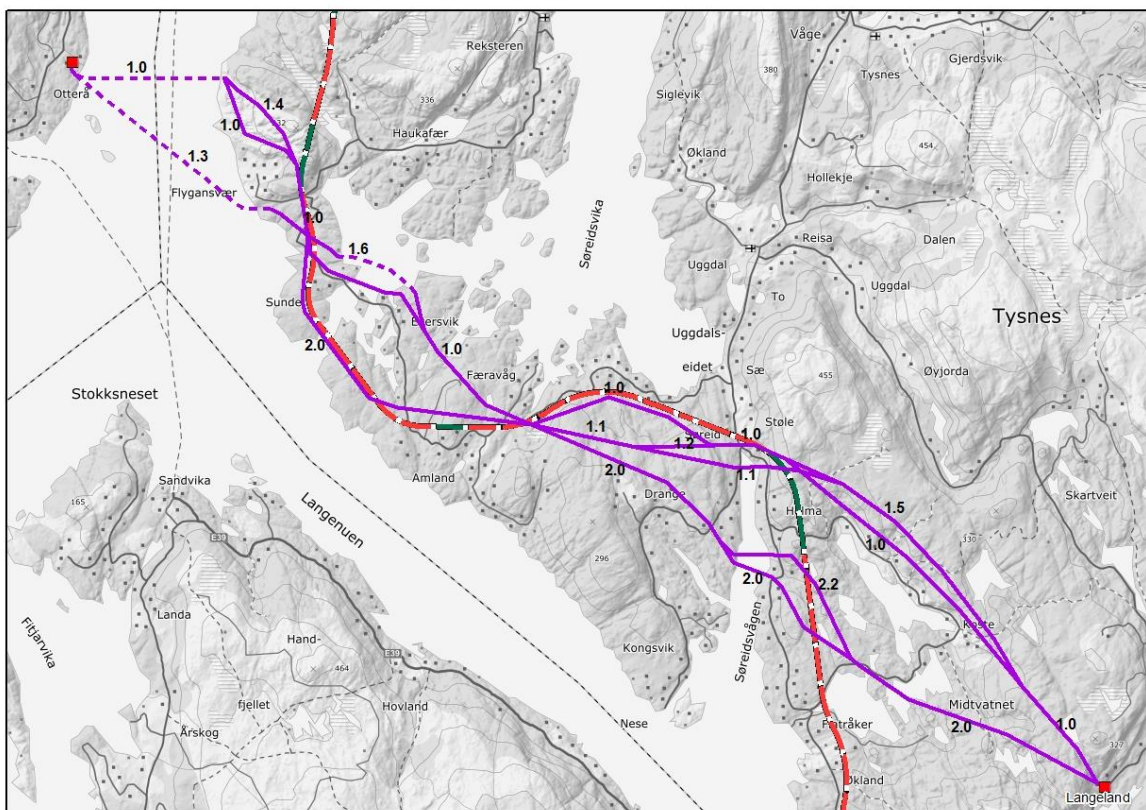 Våge
Reksteren
Tysnes
Gjerdsvik
1.0
Otterå
Siglevik
380
336
1.4
32
1.0
Haukafær
454
Økland
1.3
Hollekje
Flygansvær
1.0
Søreidsvika
Reisa
Dalen
1.6
Uggdal
Uggdal
To
Sunde
Tysnes
Uggdals-
eidet
2.0
1.0
Færavåg
Sæ
455
Øyjorda
Stokksneset
1.0
Støle
1.1
1.2
1.0
2.0
1.1
Amland
Sandvika
Drange
Skartveit
165
1.5
Langenuen
E39
1.0
330
296
2.0
2.2
Landa
Fitjarvika
Hand-
464
E39
Kongsvik
Søreidsvågen
fjellet
Hovland
Midtvatnet
Årskog
Nese
2.0
1.0
327
Økland
Langeland